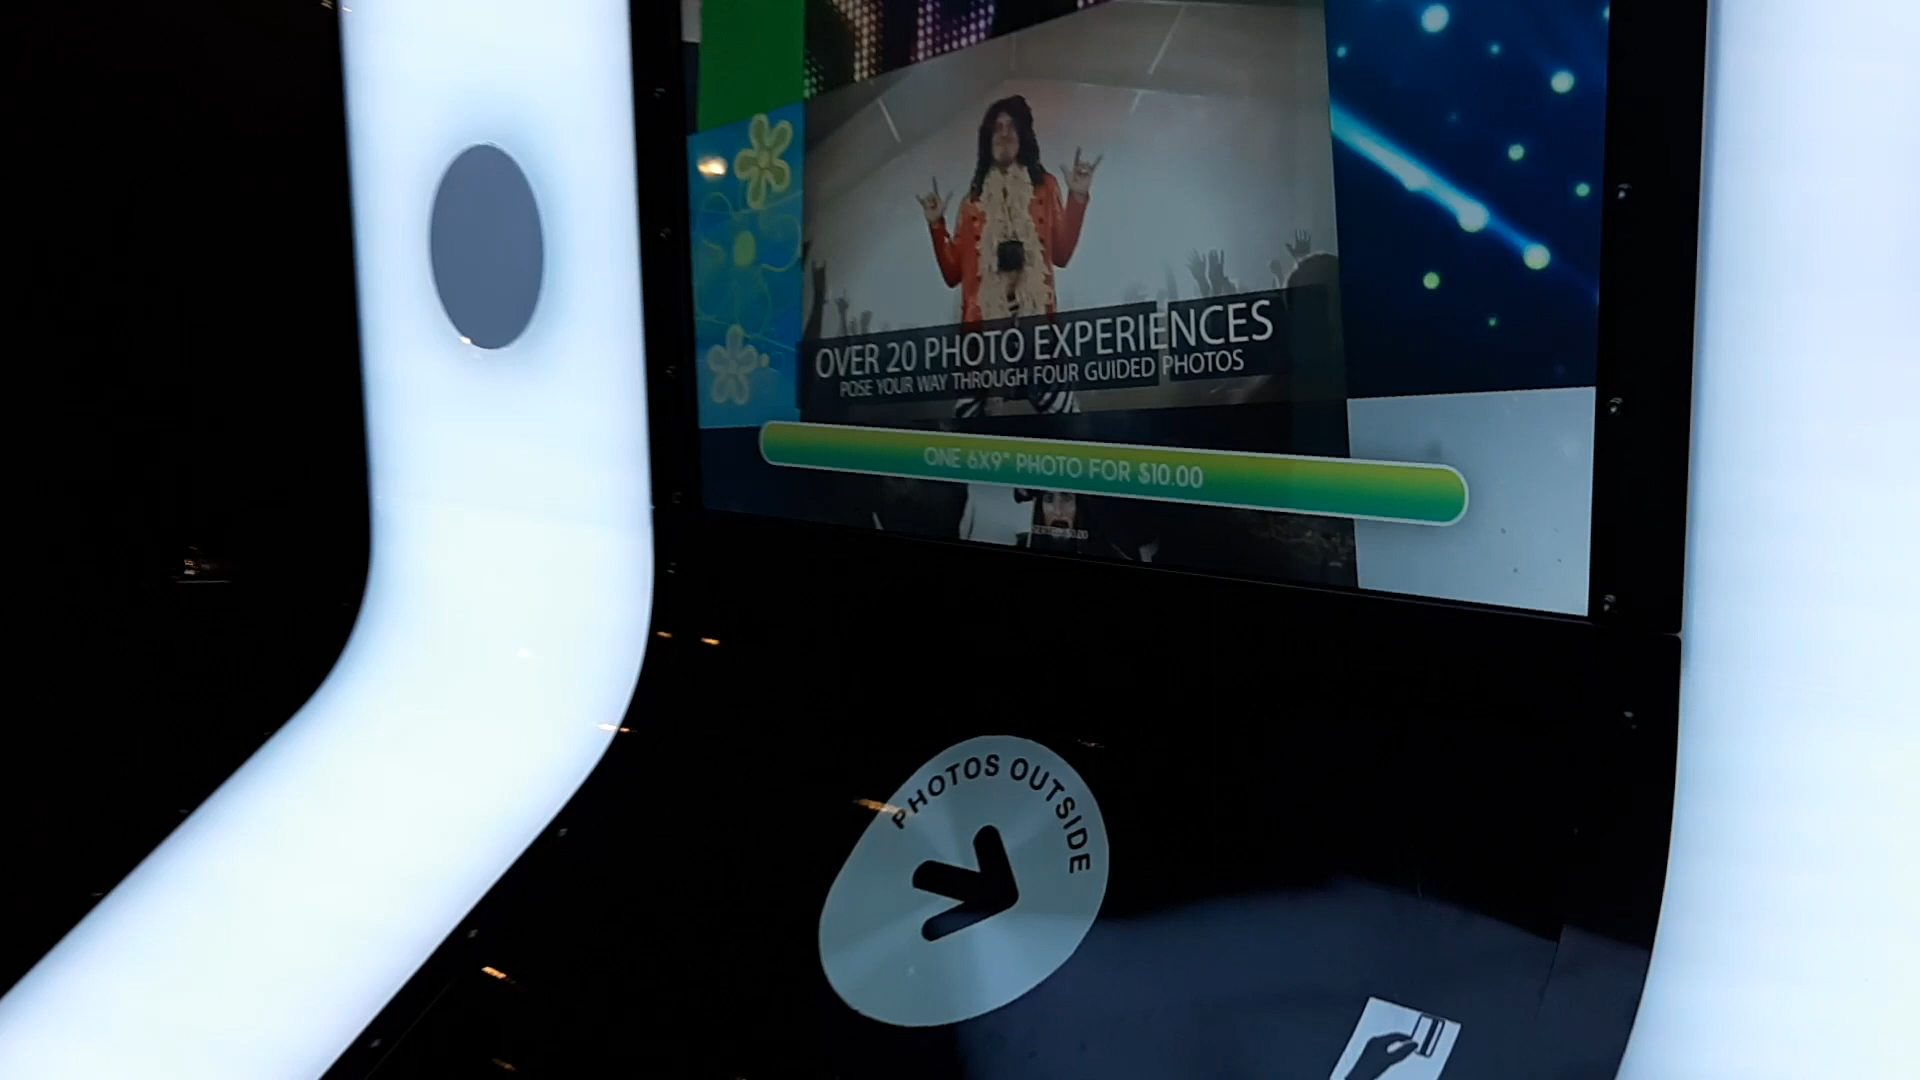 OVER 20 PHOTO EXPERIENCES
POSE YOUR WAY THROUGH FOUR GUIDED PHOTOS
ONE 6X9" PHOTO FOR $10.00
PHOTOS OUTSIDE